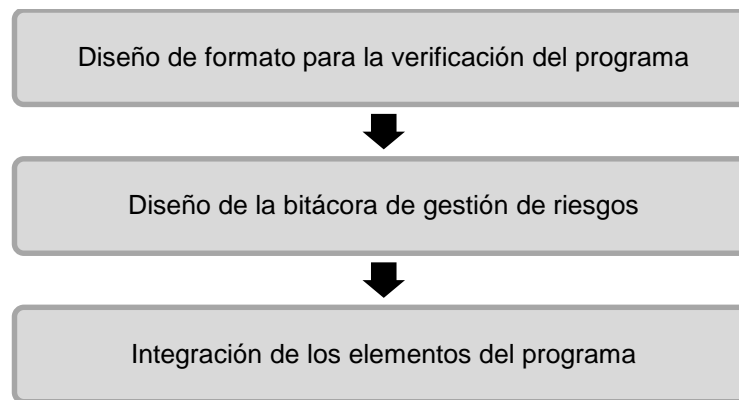 Diseño de formato para la verificación del programa
Diseño de la bitácora de gestión de riesgos
Integración de los elementos del programa